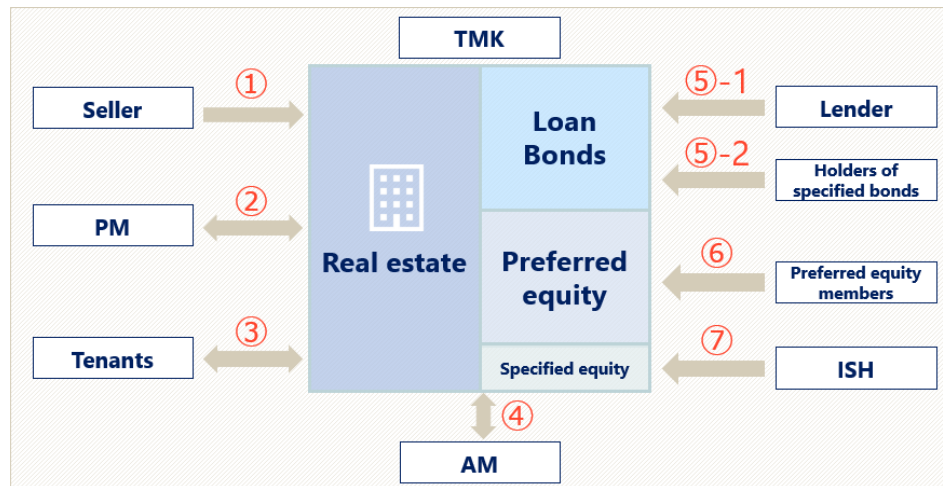 TMK
Seller
①
PM
②
Tenants
③
Real estate
Loan
Bonds
Preferred
equity
Specified equity
⑤-1
Lender
⑤-2
Holders of
specified bonds
⑥
Preferred equity
members
⑦
ISH
④
AM